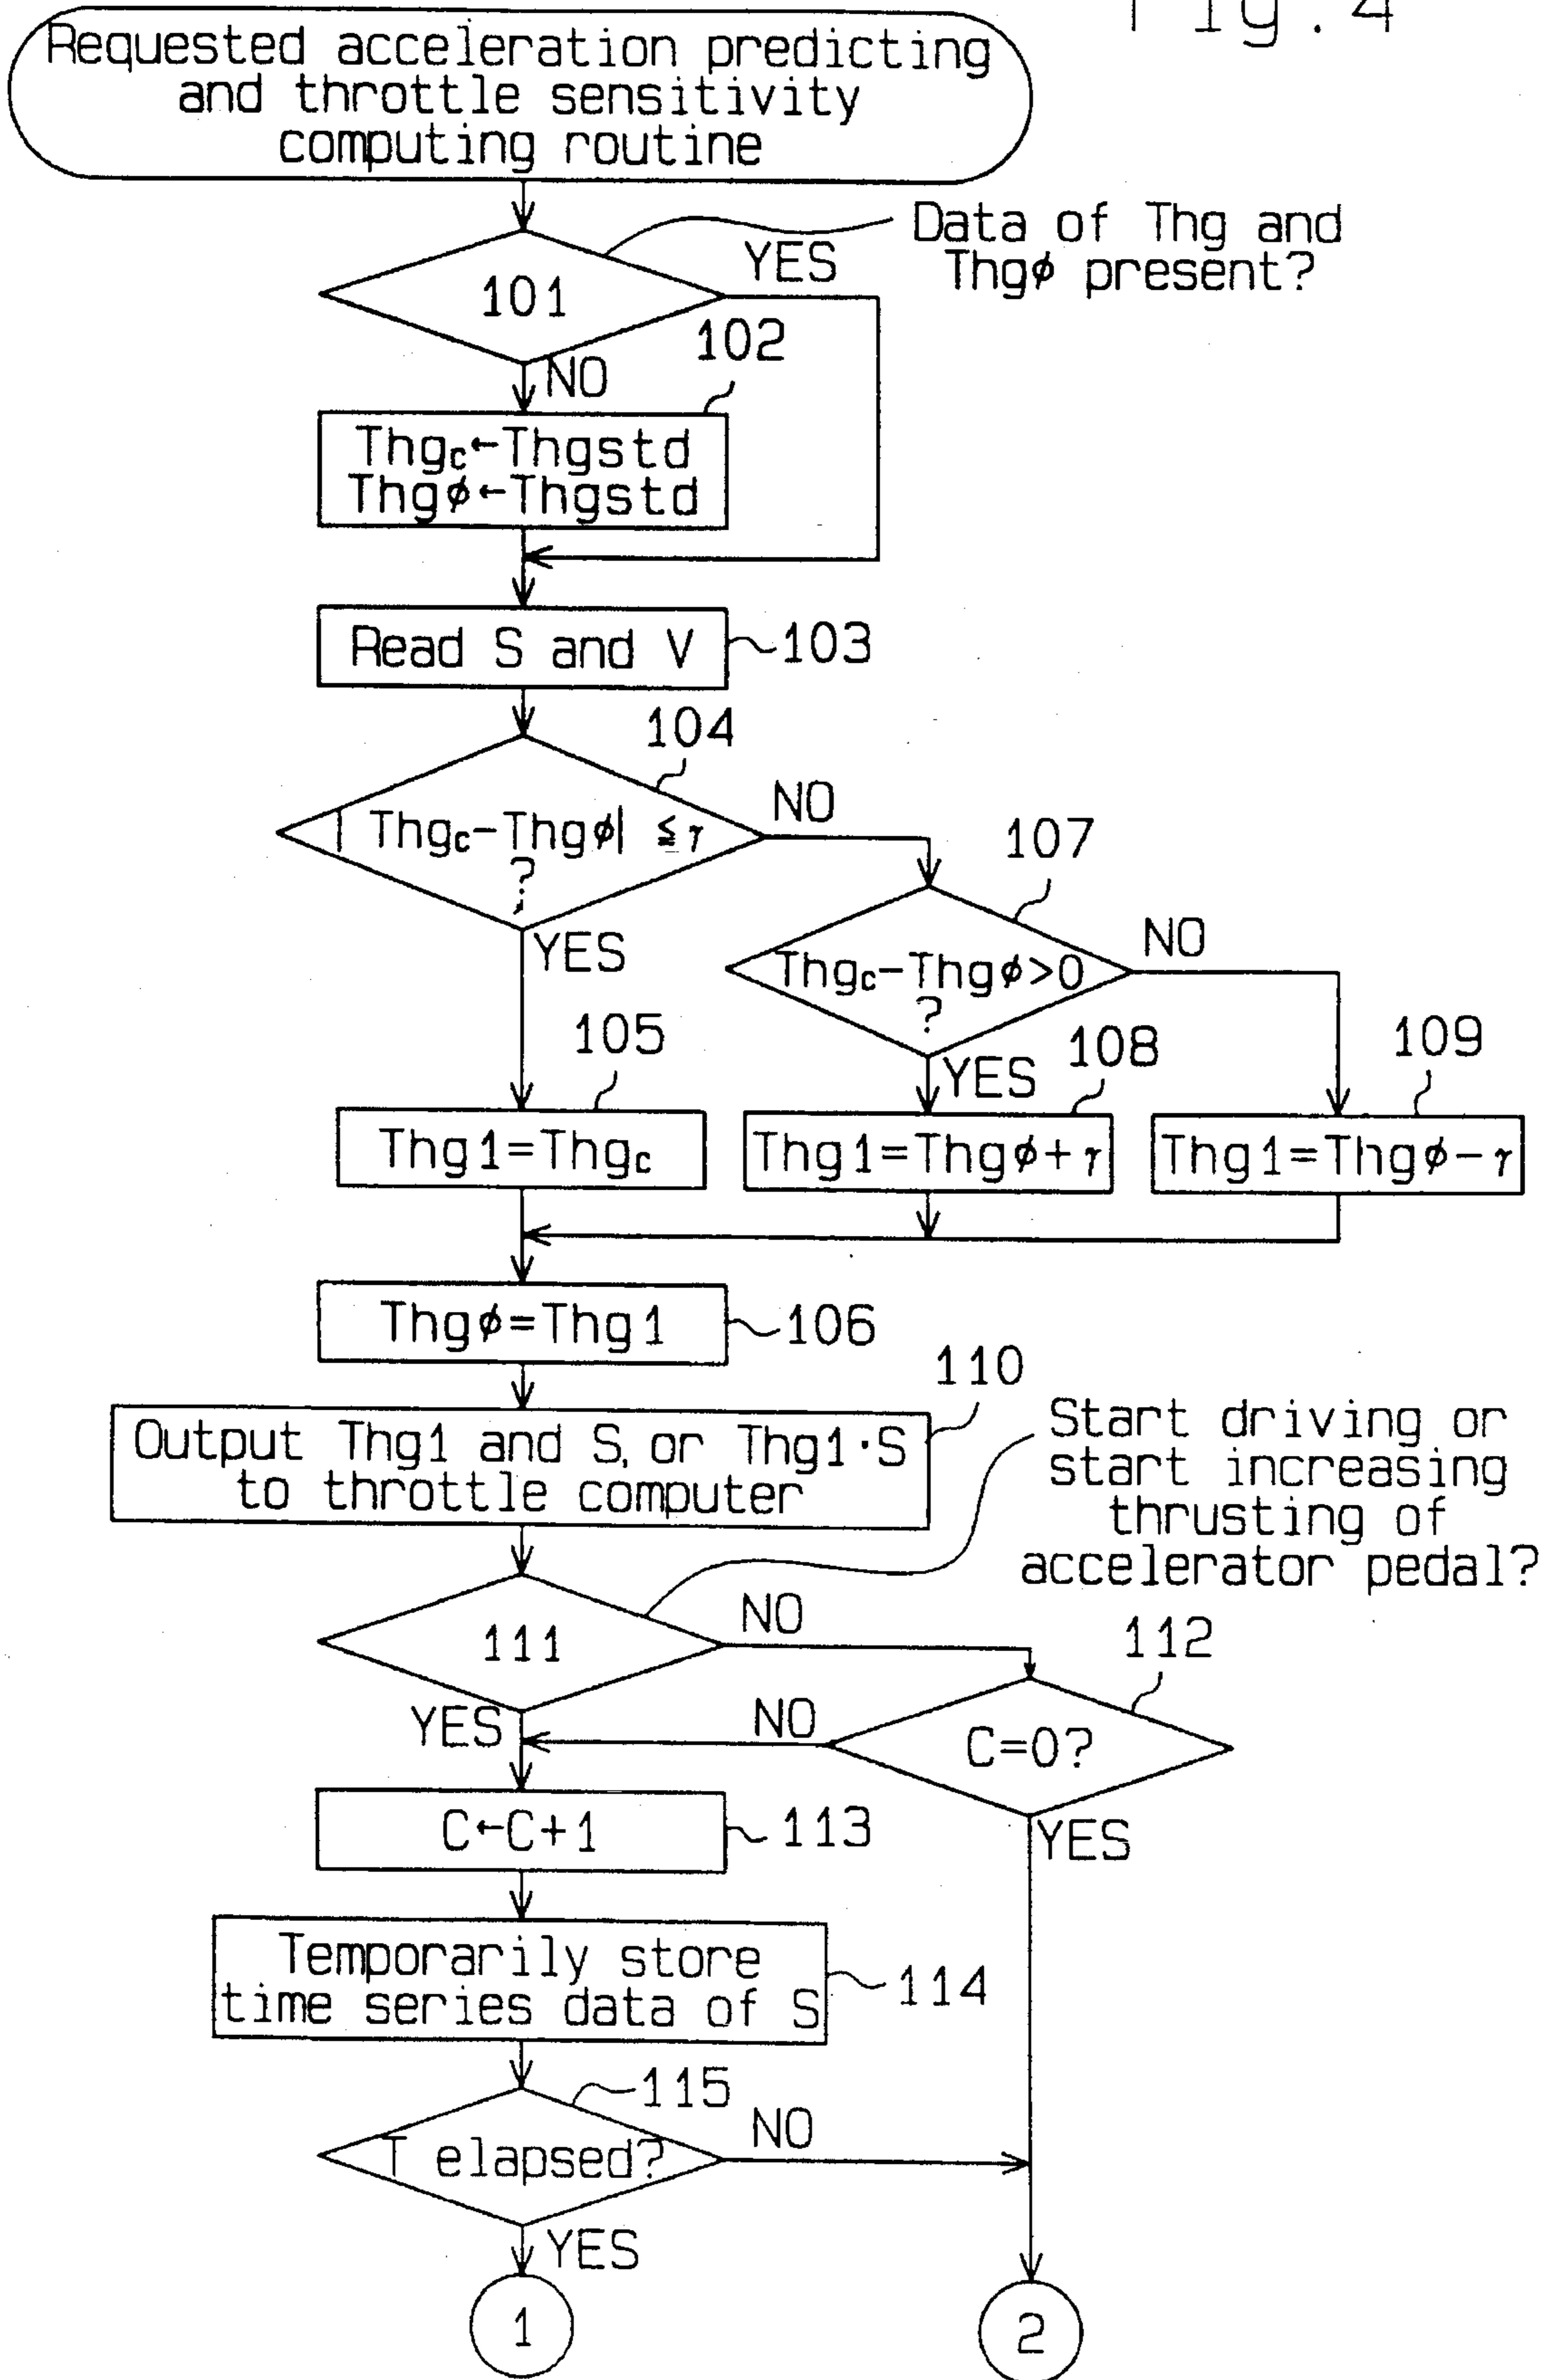 Fig.4
Requested acceleration predicting
and throttle sensitivity
computing routine
Data of Thg and
Thgφ present?
YES
101
102
NO
Thgc←Thgstd
Thgφ←Thgstd
Read S and V
103
104
NO
| Thgc-Thgφ| ≦γ
?
107
YES
NO
Thgc-Thgφ>0
?
105
108
109
YES
Thg1=Thgc
Thg1=Thgφ+γ
Thg1=Thgφ-γ
Thgφ=Thg1
106
110
Output Thg1 and S, or Thg1·S
to throttle computer
Start driving or
start increasing
thrusting of
accelerator pedal?
NO
111
112
YES
NO
C=0?
C←C+1
113
YES
Temporarily store
time series data of S
114
115
NO
T elapsed?
YES
1
2